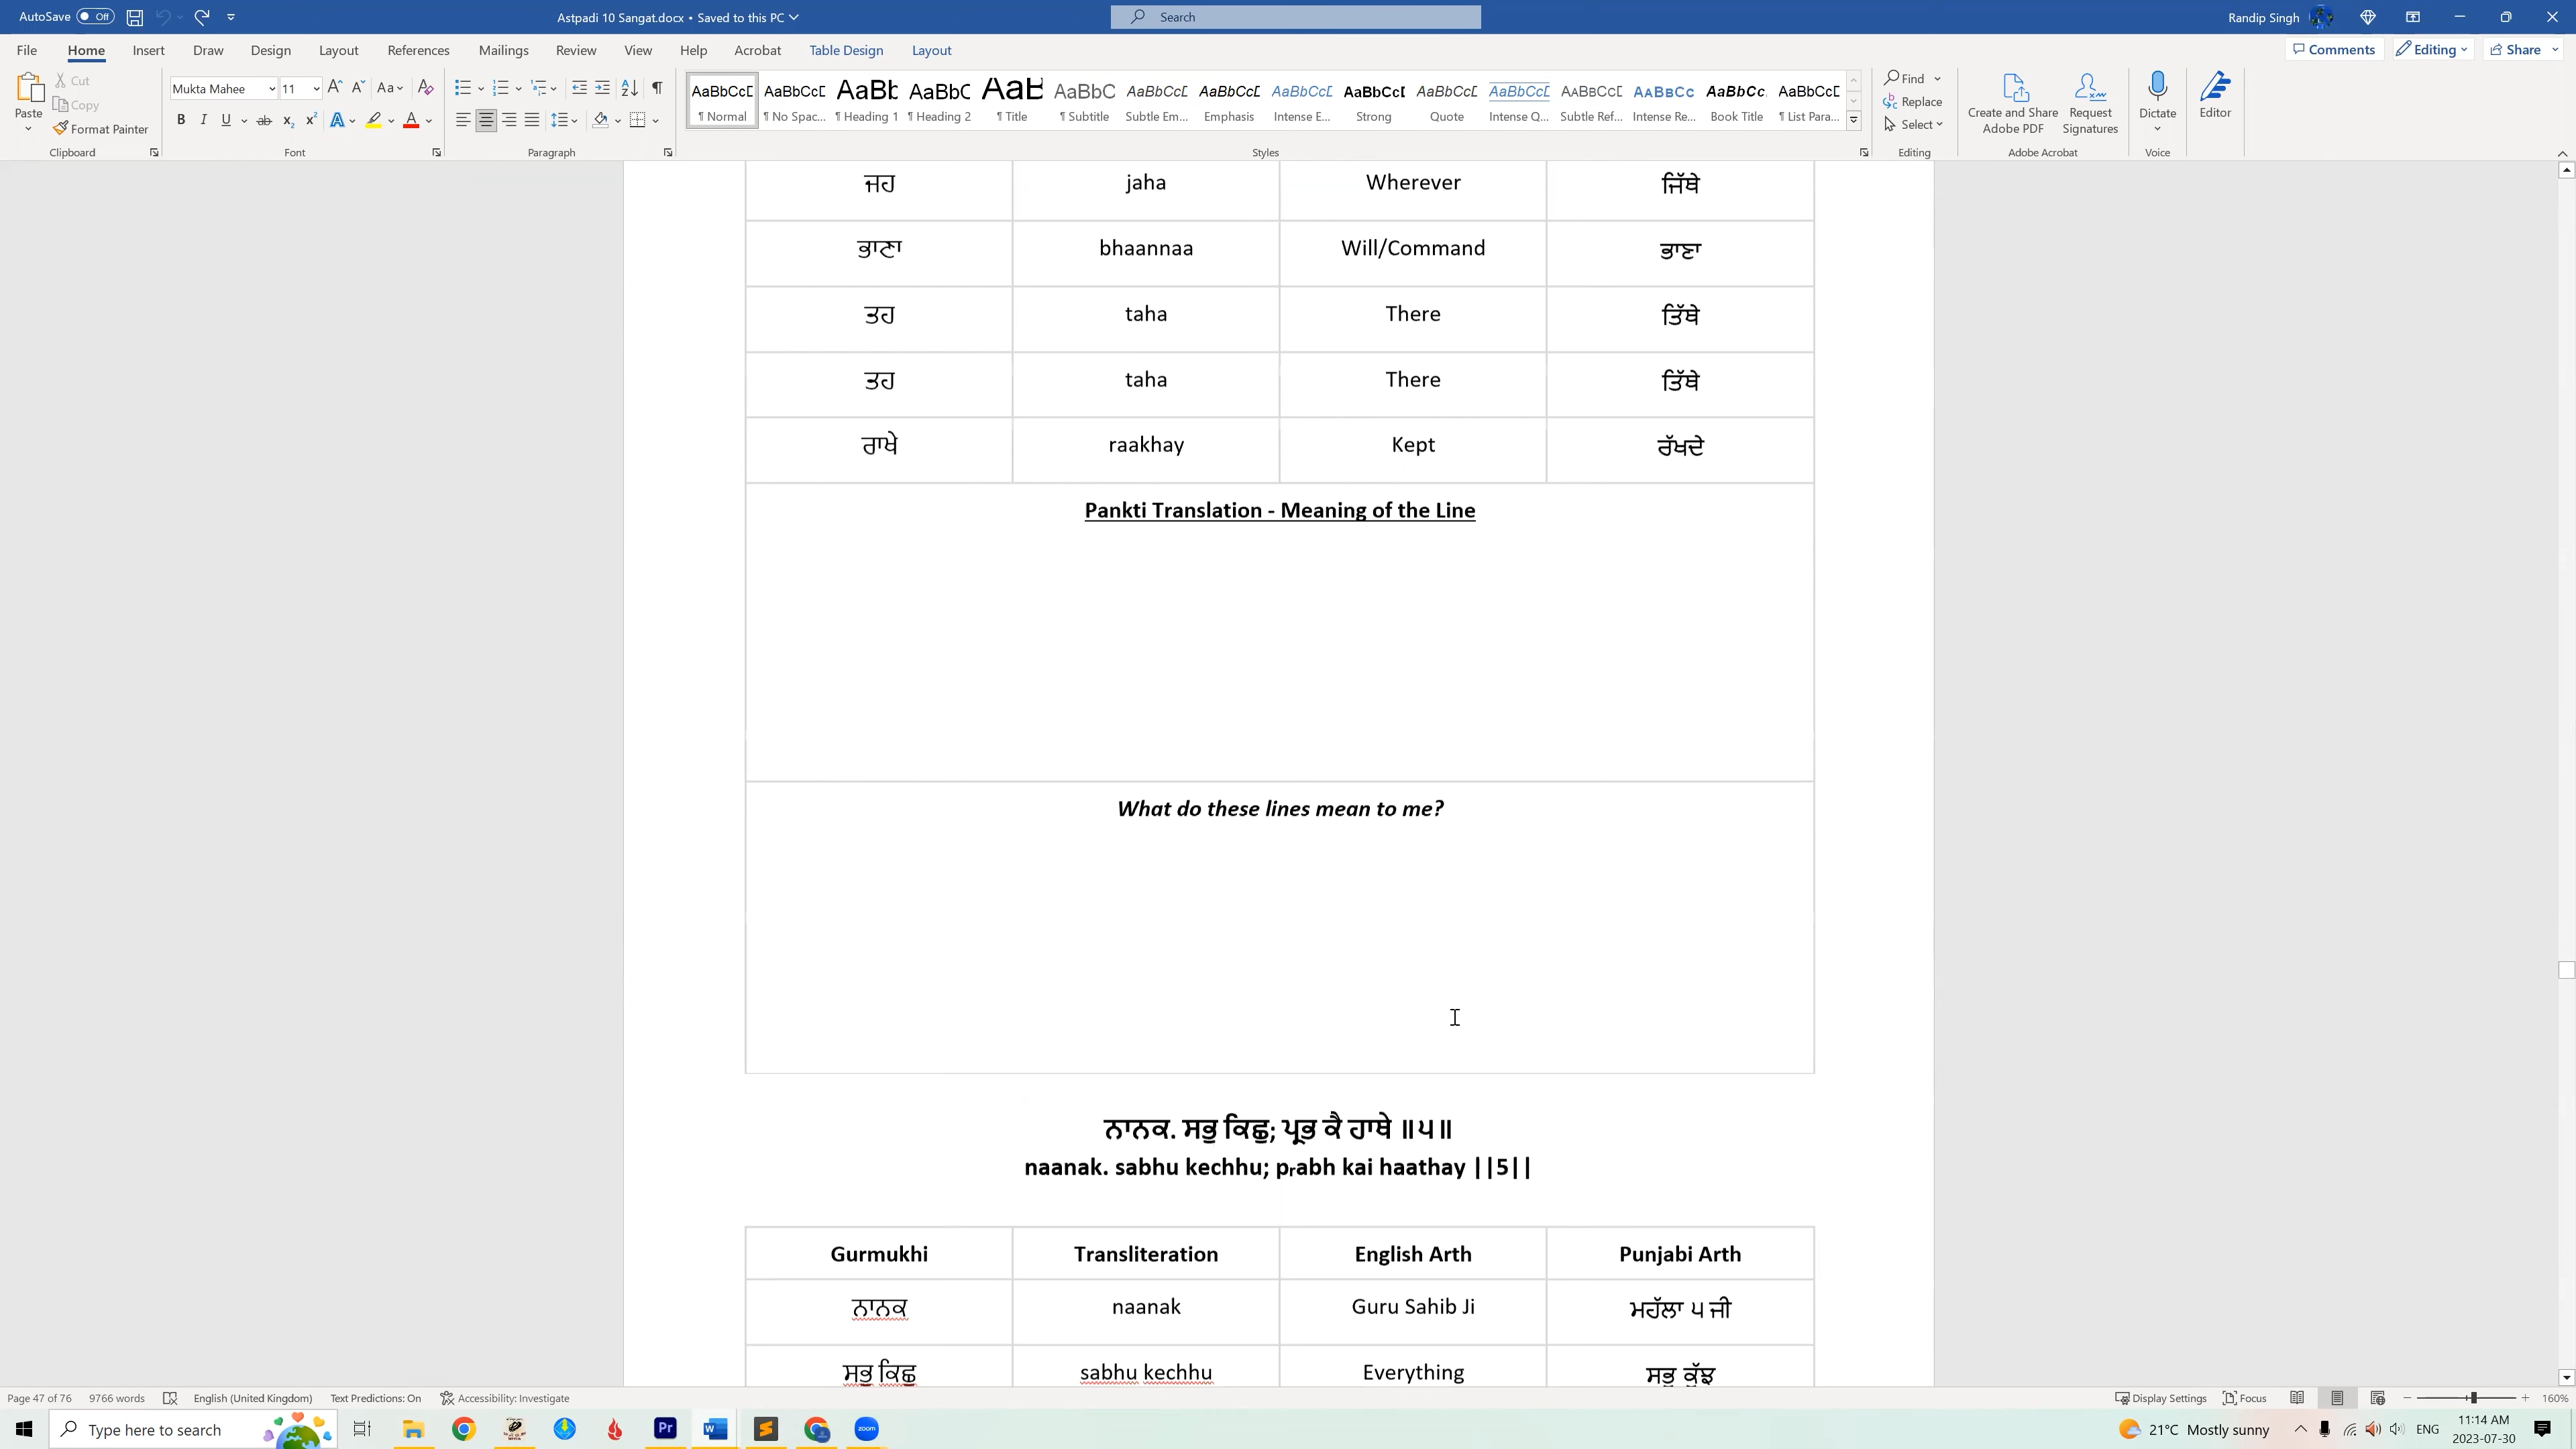 AutoSave Off Astpadi 10 Sangat.docx • Saved to this PC Search Randip Singh
File Home Insert Draw Design Layout References Mailings Review View Help Acrobat Table Design Layout Comments Editing Share
Paste Cut Copy Format Painter Clipboard
Mukta Mahee 11 Font
Paragraph
AaBbCcD ¶ Normal AaBbCcD ¶ No Spac... AaBb ¶ Heading 1 AaBbC ¶ Heading 2 AaB ¶ Title AaBbC ¶ Subtitle AaBbCcD Subtle Em... AaBbCcD Emphasis AaBbCcD Intense E... AaBbCcD Strong AaBbCcD Quote AaBbCcD Intense Q... AaBbCcD Subtle Ref... AaBbCc Intense Re... AaBbCc Book Title AaBbCcD ¶ List Para...
Styles
Find Replace Select Editing
Create and Share Adobe PDF Request Signatures Adobe Acrobat
Dictate Voice
Editor
ਜਹ jaha Wherever ਜਿੱਥੇ
ਭਾਣਾ bhaannaa Will/Command ਭਾਣਾ
ਤਹ taha There ਤਿੱਥੇ
ਤਹ taha There ਤਿੱਥੇ
ਰਾਖੇ raakhay Kept ਰੱਖਦੇ
Pankti Translation - Meaning of the Line
What do these lines mean to me?
ਨਾਨਕ. ਸਭੁ ਕਿਛੁ; ਪ੍ਰਭ ਕੈ ਹਾਥੇ ॥੫॥
naanak. sabhu kechhu; prabh kai haathay ||5||
Gurmukhi Transliteration English Arth Punjabi Arth
ਨਾਨਕ naanak Guru Sahib Ji ਮਹੱਲਾ ੫ ਜੀ
ਸਭੁ ਕਿਛੁ sabhu kechhu Everything ਸਭੁ ਕੁੱਝ
Page 47 of 76 9766 words English (United Kingdom) Text Predictions: On Accessibility: Investigate Display Settings Focus 160%
Type here to search Pr zoom 21°C Mostly sunny ENG 11:14 AM
2023-07-30